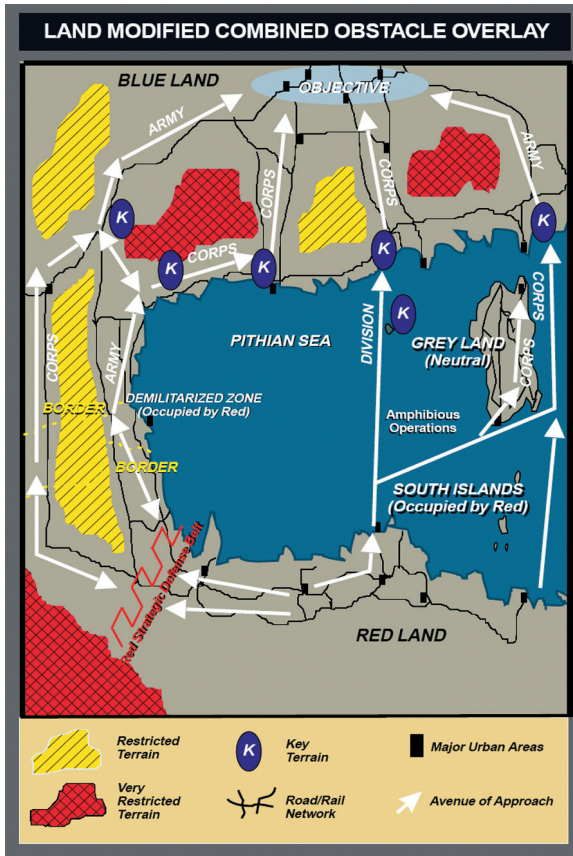 LAND MODIFIED COMBINED OBSTACLE OVERLAY
BLUE LAND
OBJECTIVE
ARMY
ARMY
K
CORPS
CORPS
K
K
CORPS
K
K
K
CORPS
ARMY
PITHIAN SEA
DIVISION
GREY LAND
(Neutral)
CORPS
CORPS
DEMILITARIZED ZONE
(Occupied by Red)
BORDER
BORDER
Amphibious
Operations
SOUTH ISLANDS
(Occupied by Red)
Red Strategic Defense Belt
RED LAND
Restricted
Terrain
K
Key
Terrain
Major Urban Areas
Very
Restricted
Terrain
Road/Rail
Network
Avenue of Approach